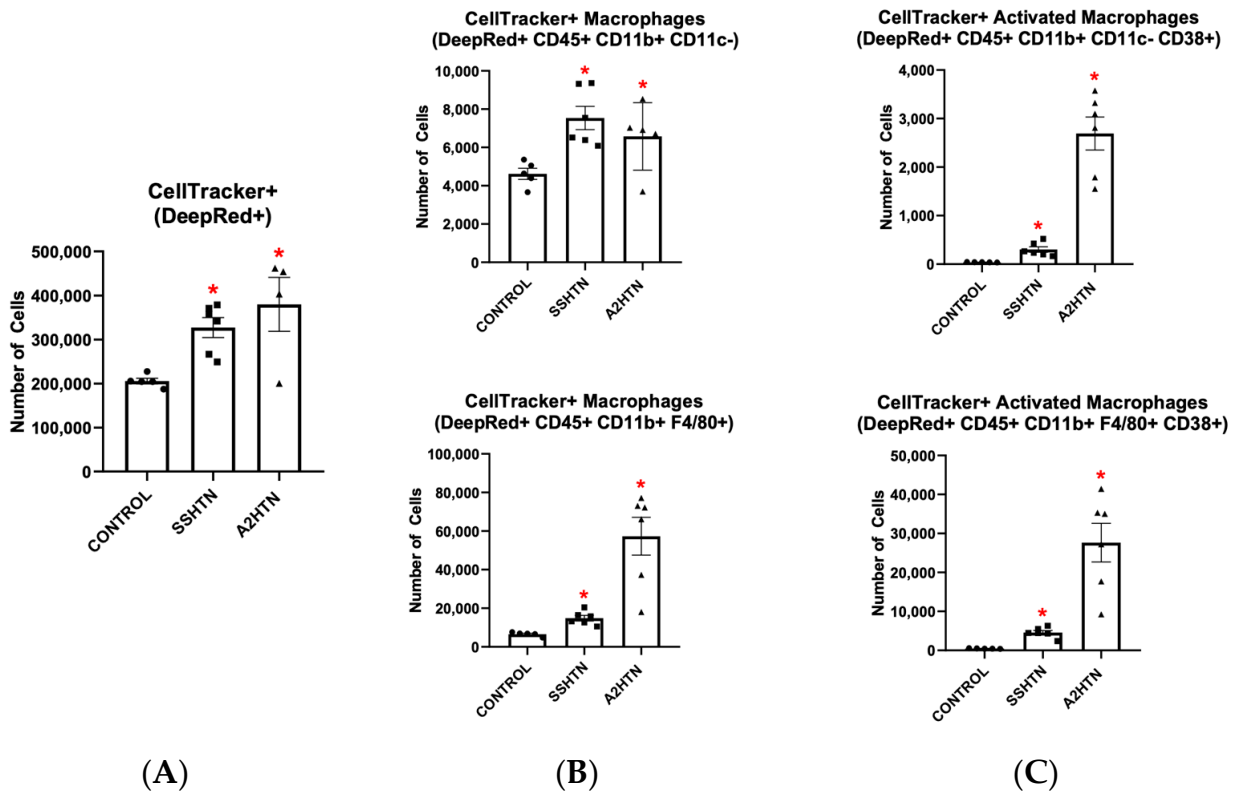 CellTracker+
(DeepRed+)
Number of Cells
500,000
400,000
300,000
200,000
100,000
0
*
*
CONTROL
SSHTN
A2HTN
(A)
CellTracker+ Macrophages
(DeepRed+ CD45+ CD11b+ CD11c-)
Number of Cells
10,000
8,000
6,000
4,000
2,000
0
*
*
CONTROL
SSHTN
A2HTN
CellTracker+ Macrophages
(DeepRed+ CD45+ CD11b+ F4/80+)
Number of Cells
100,000
80,000
60,000
40,000
20,000
0
*
*
CONTROL
SSHTN
A2HTN
(B)
CellTracker+ Activated Macrophages
(DeepRed+ CD45+ CD11b+ CD11c- CD38+)
Number of Cells
4,000
3,000
2,000
1,000
0
*
*
CONTROL
SSHTN
A2HTN
CellTracker+ Activated Macrophages
(DeepRed+ CD45+ CD11b+ F4/80+ CD38+)
Number of Cells
50,000
40,000
30,000
20,000
10,000
0
*
*
CONTROL
SSHTN
A2HTN
(C)